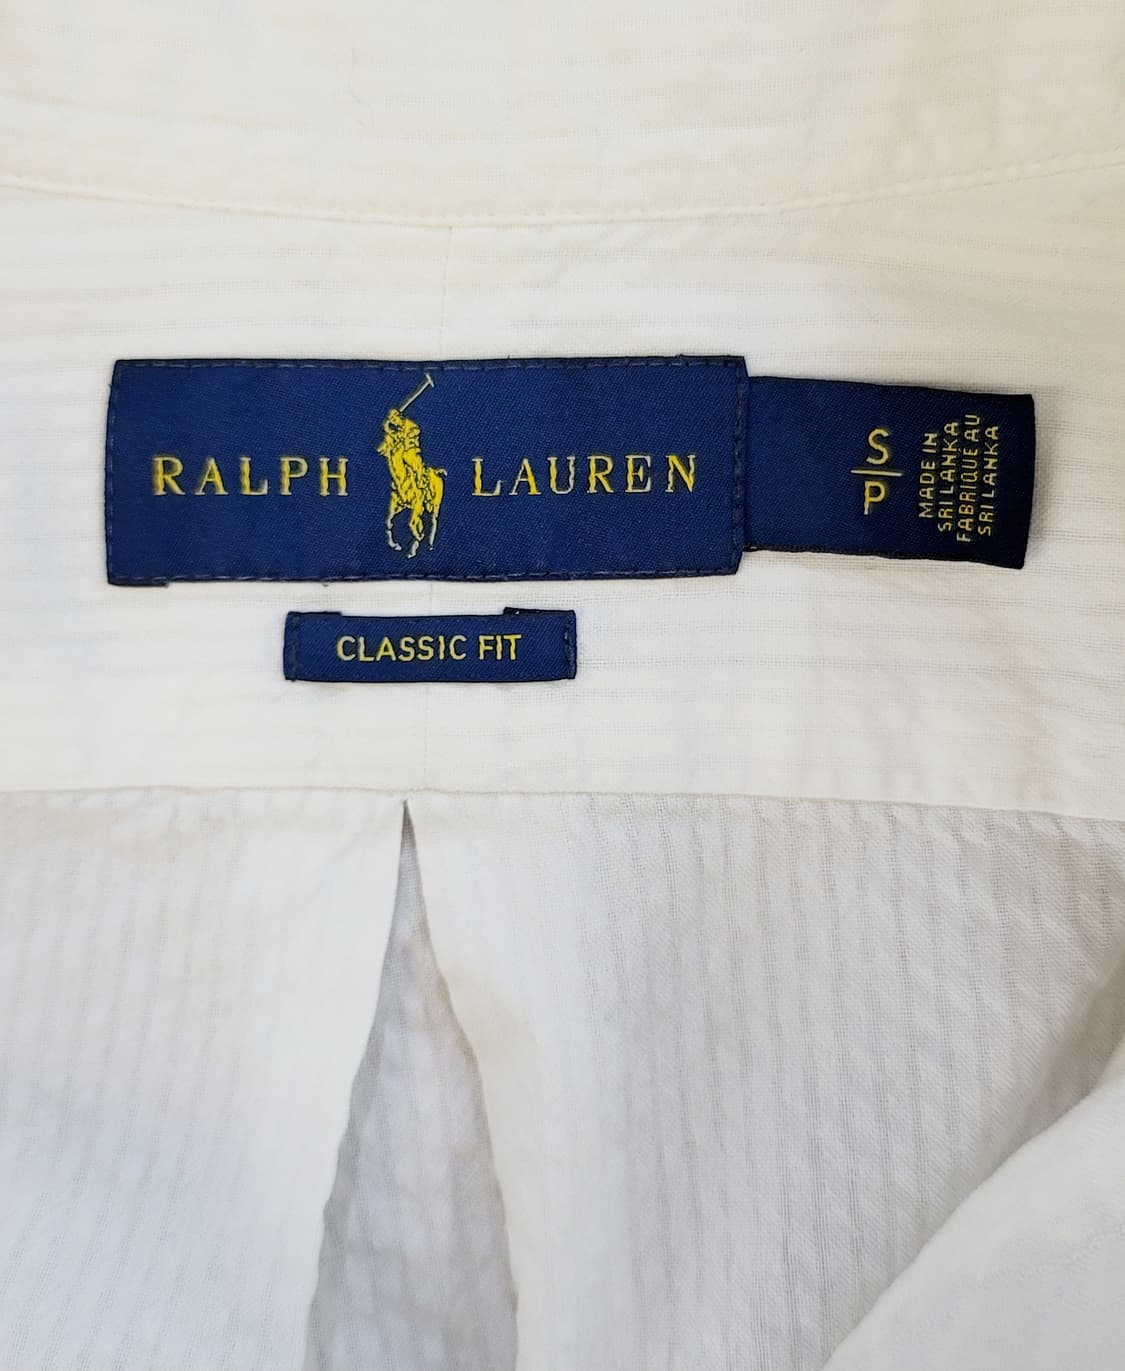 RALPH LAUREN
S
P
MADE IN
SRI LANKA
FABRIQUÉ AU
SRI LANKA
CLASSIC FIT